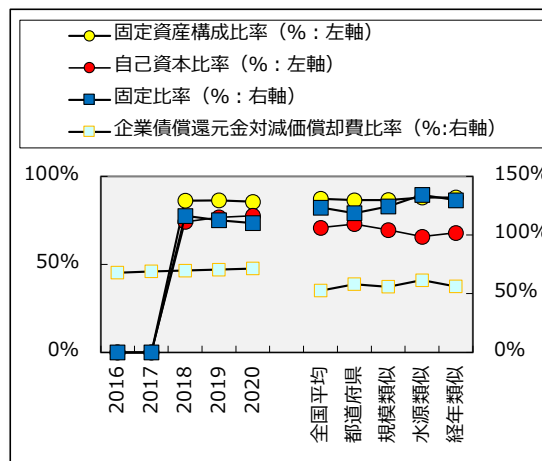 固定資産構成比率（%：左軸）
自己資本比率（%：左軸）
固定比率（%：右軸）
企業債償還元金対減価償却費比率（%:右軸）
100%
50%
0%
150%
100%
50%
0%
2016
2017
2018
2019
2020
全国平均
都道府県
規模類似
水源類似
経年類似